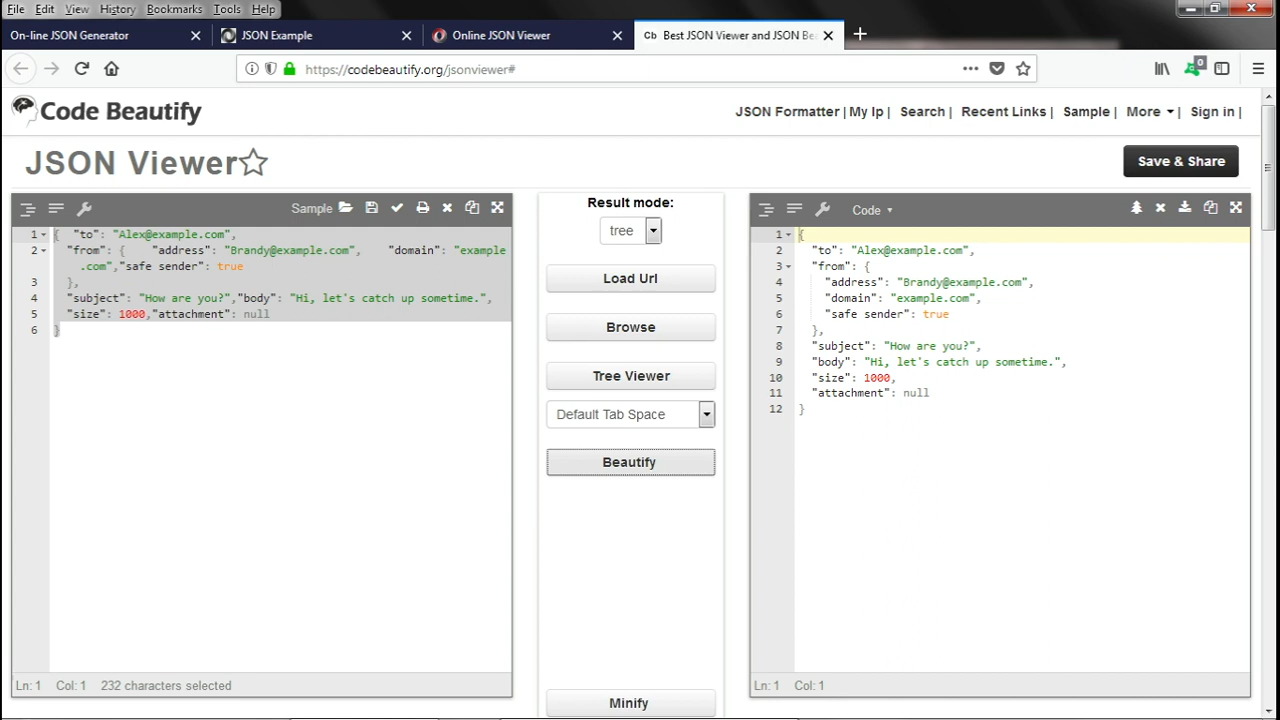 File Edit View History Bookmarks Tools Help
On-line JSON Generator JSON Example Online JSON Viewer Cb Best JSON Viewer and JSON Be
https://codebeautify.org/jsonviewer# 0
Code Beautify JSON Formatter | My Ip | Search | Recent Links | Sample | More | Sign in |
JSON Viewer Save & Share
Sample
1 { "to": "Alex@example.com",
2 "from": { "address": "Brandy@example.com", "domain": "example
.com","safe sender": true
3 },
4 "subject": "How are you?","body": "Hi, let's catch up sometime.",
5 "size": 1000,"attachment": null
6 }
Ln: 1 Col: 1 232 characters selected
Result mode:
tree
Load Url
Browse
Tree Viewer
Default Tab Space
Beautify
Minify
Code
1 {
2 "to": "Alex@example.com",
3 "from": {
4 "address": "Brandy@example.com",
5 "domain": "example.com",
6 "safe sender": true
7 },
8 "subject": "How are you?",
9 "body": "Hi, let's catch up sometime.",
10 "size": 1000,
11 "attachment": null
12 }
Ln: 1 Col: 1